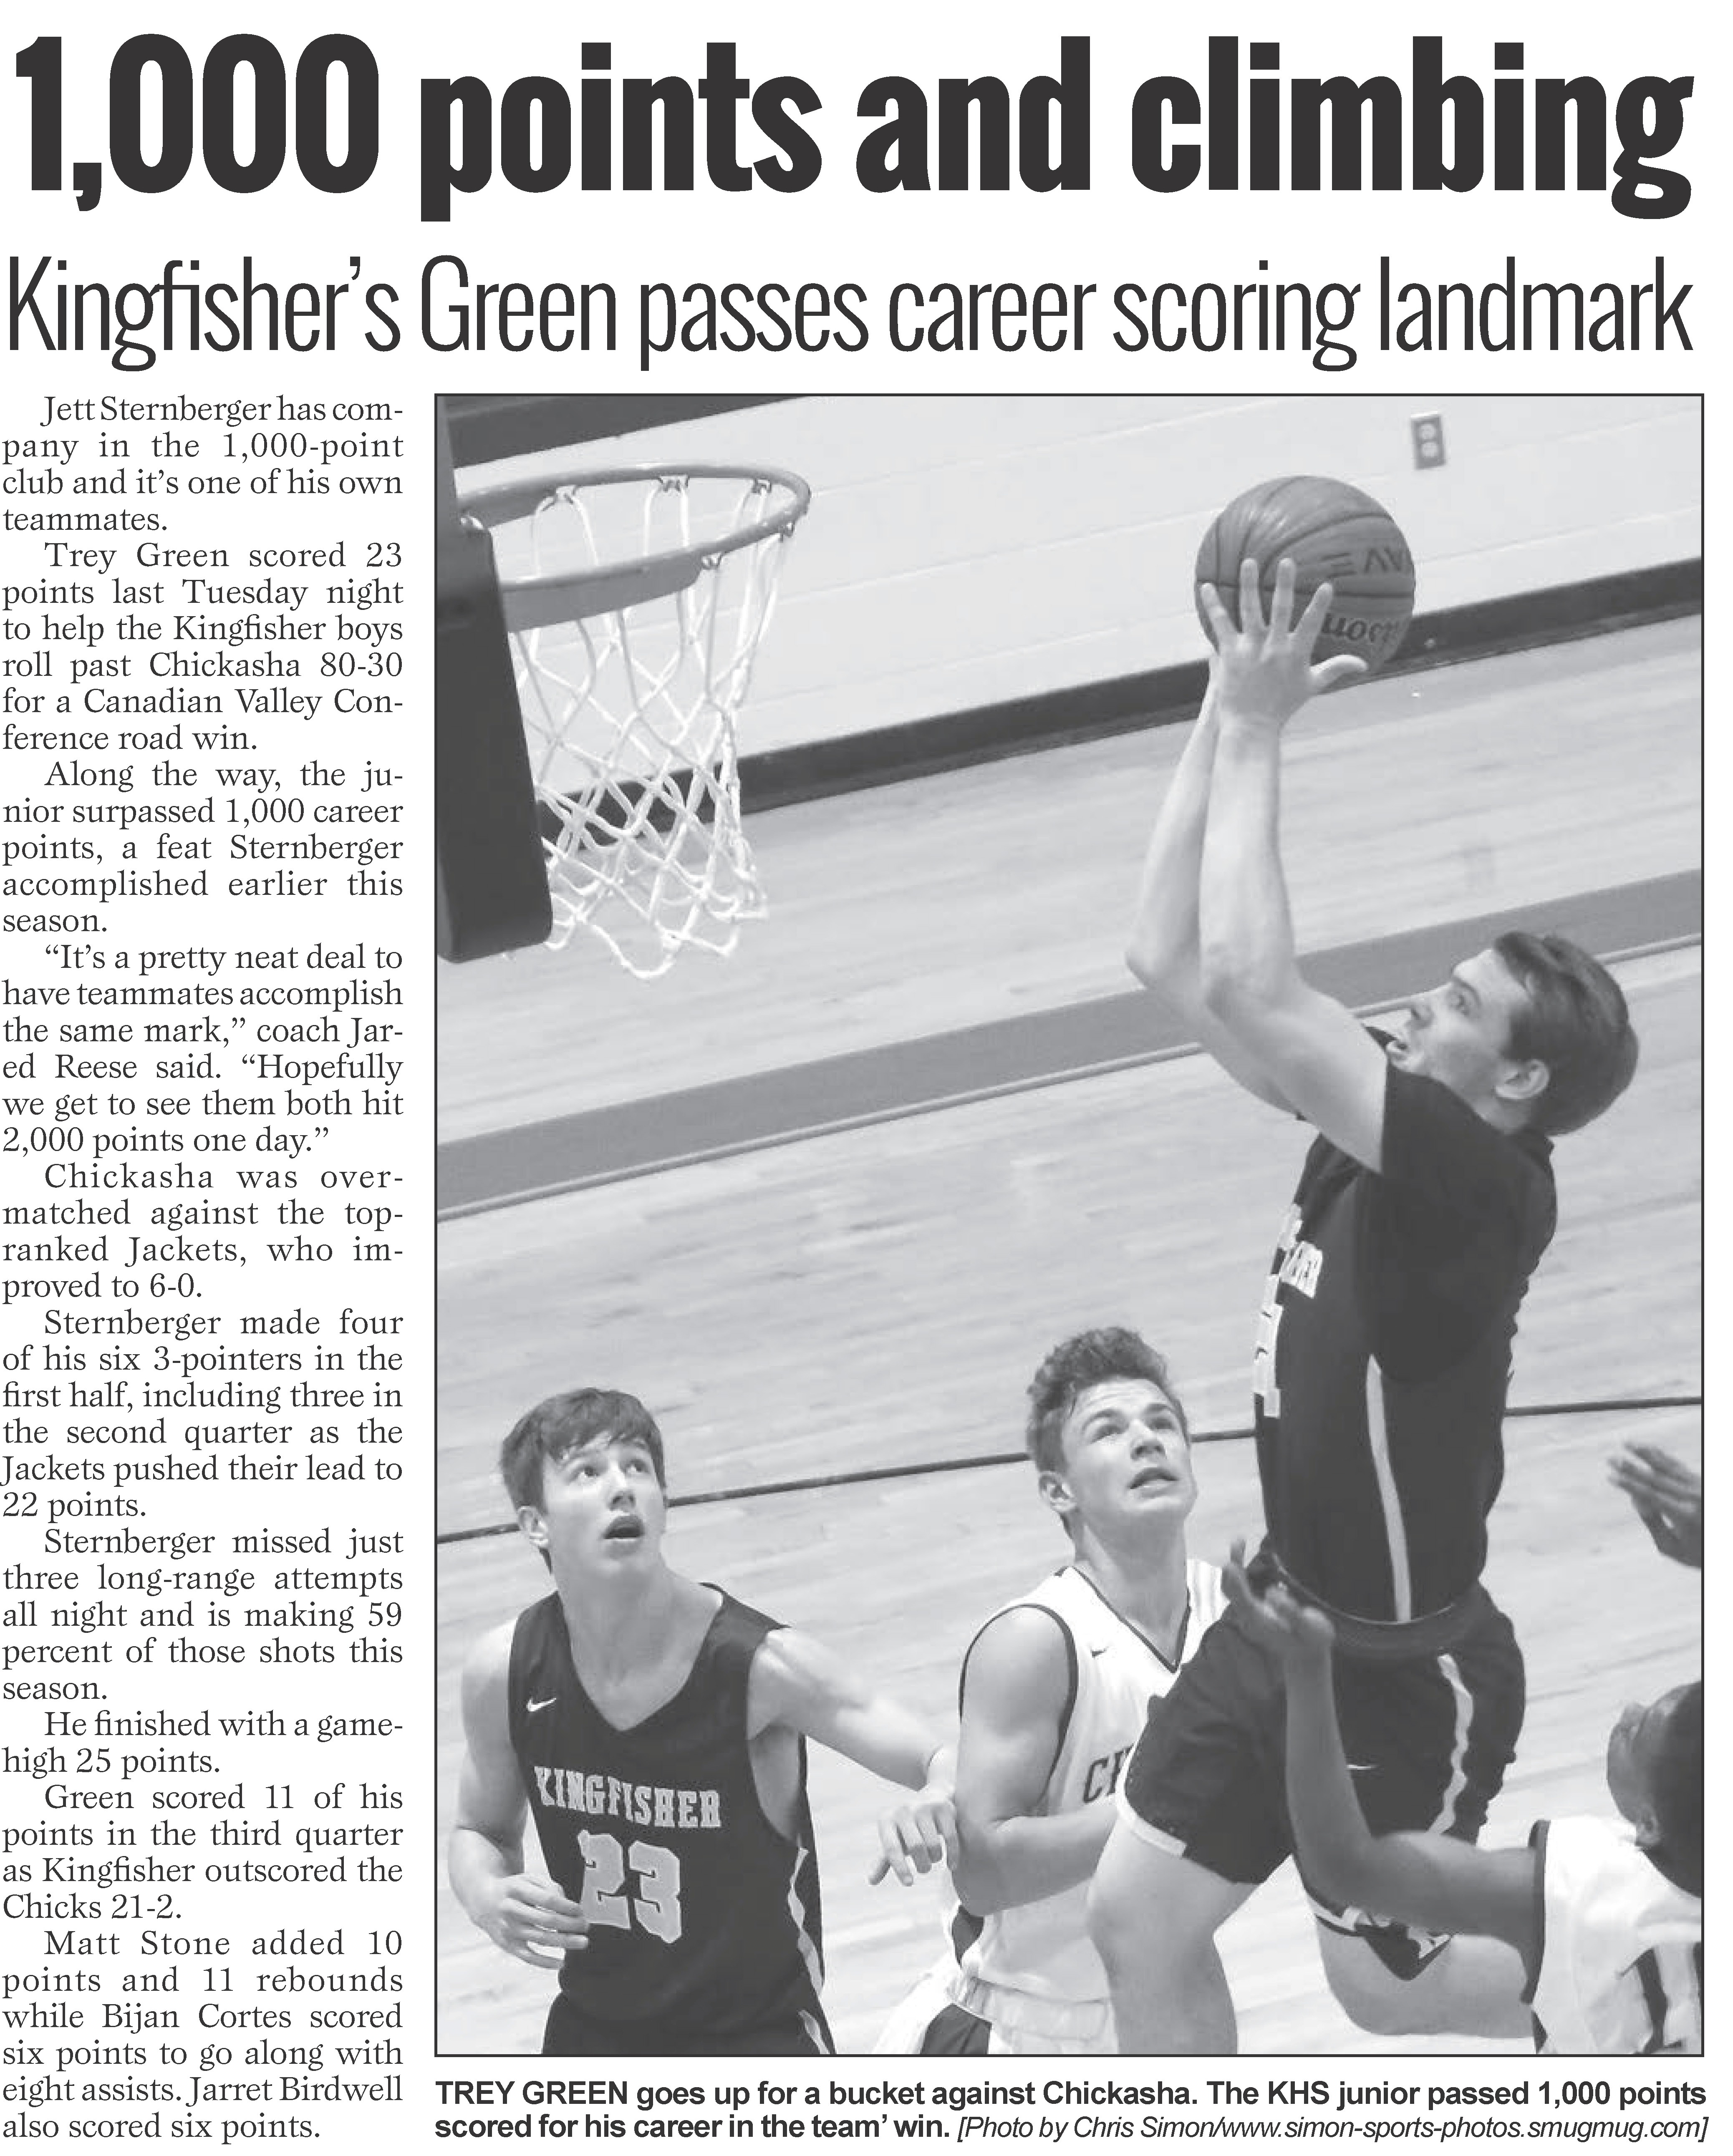 1,000 points and climbing
Kingfisher's Green passes career scoring landmark
Jett Sternberger has com-
pany in the 1,000-point
club and it's one of his own
teammates.
Trey Green scored 23
points last Tuesday night
to help the Kingfisher boys
roll past Chickasha 80-30
for a Canadian Valley Con-
ference road win.
Along the way, the ju-
nior surpassed 1,000 career
points, a feat Sternberger
accomplished earlier this
season.
“It's a pretty neat deal to
have teammates accomplish
the same mark,” coach Jar-
ed Reese said. “Hopefully
we get to see them both hit
2,000 points one day.”
Chickasha was over-
matched against the top-
ranked Jackets, who im-
proved to 6-0.
Sternberger made four
of his six 3-pointers in the
first half, including three in
the second quarter as the
Jackets pushed their lead to
22 points.
Sternberger missed just
three long-range attempts
all night and is making 59
percent of those shots this
season.
He finished with a game-
high 25 points.
Green scored 11 of his
points in the third quarter
as Kingfisher outscored the
Chicks 21-2.
Matt Stone added 10
points and 11 rebounds
while Bijan Cortes scored
six points to go along with
eight assists. Jarret Birdwell
also scored six points.
KINGFISHER
23
TREY GREEN goes up for a bucket against Chickasha. The KHS junior passed 1,000 points
scored for his career in the team' win. [Photo by Chris Simon/www.simon-sports-photos.smugmug.com]